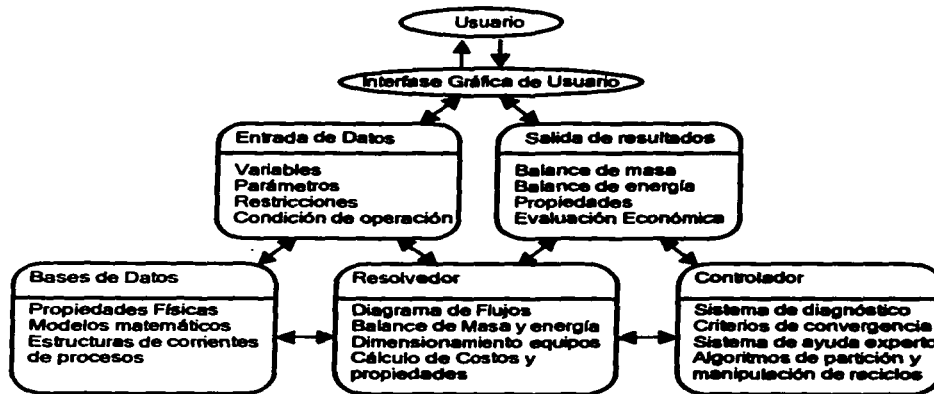 Usuario
Interfase Gráfica de Usuario
Entrada de Datos
Variables
Parámetros
Restricciones
Condición de operación
Salida de resultados
Balance de masa
Balance de energía
Propiedades
Evaluación Económica
Bases de Datos
Propiedades Físicas
Modelos matemáticos
Estructuras de corrientes
de procesos
Resolvedor
Diagrama de Flujos
Balance de Masa y energía
Dimensionamiento equipos
Cálculo de Costos y
propiedades
Controlador
Sistema de diagnóstico
Criterios de convergencia
Sistema de ayuda experto
Algoritmos de partición y
manipulación de reciclos